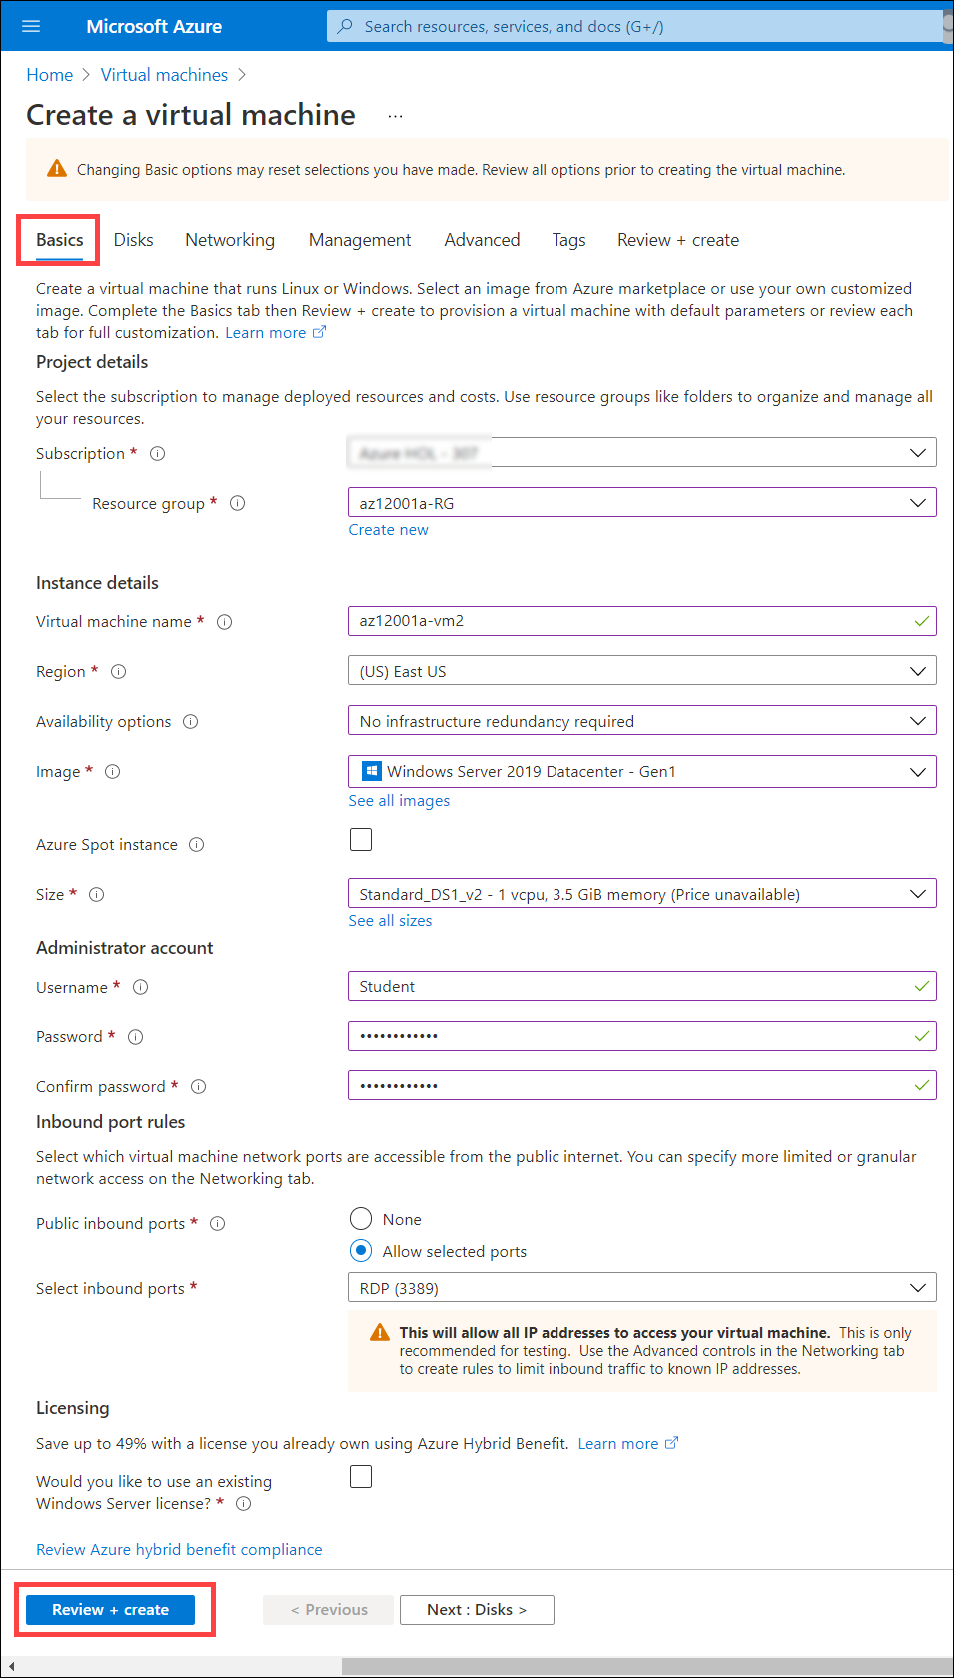 Microsoft Azure
Search resources, services, and docs (G+/)
Home > Virtual machines >
Create a virtual machine ...
Changing Basic options may reset selections you have made. Review all options prior to creating the virtual machine.
Basics Disks Networking Management Advanced Tags Review + create
Create a virtual machine that runs Linux or Windows. Select an image from Azure marketplace or use your own customized
image. Complete the Basics tab then Review + create to provision a virtual machine with default parameters or review each
tab for full customization. Learn more
Project details
Select the subscription to manage deployed resources and costs. Use resource groups like folders to organize and manage all
your resources.
Subscription * Azure HOL - 307
Resource group * az12001a-RG
Create new
Instance details
Virtual machine name * az12001a-vm2
Region * (US) East US
Availability options No infrastructure redundancy required
Image * Windows Server 2019 Datacenter - Gen1
See all images
Azure Spot instance
Size * Standard_DS1_v2 - 1 vcpu, 3.5 GiB memory (Price unavailable)
See all sizes
Administrator account
Username * Student
Password * ••••••••••••
Confirm password * ••••••••••••
Inbound port rules
Select which virtual machine network ports are accessible from the public internet. You can specify more limited or granular
network access on the Networking tab.
Public inbound ports * None
Allow selected ports
Select inbound ports * RDP (3389)
This will allow all IP addresses to access your virtual machine. This is only
recommended for testing. Use the Advanced controls in the Networking tab
to create rules to limit inbound traffic to known IP addresses.
Licensing
Save up to 49% with a license you already own using Azure Hybrid Benefit. Learn more
Would you like to use an existing
Windows Server license? *
Review Azure hybrid benefit compliance
Review + create < Previous Next : Disks >